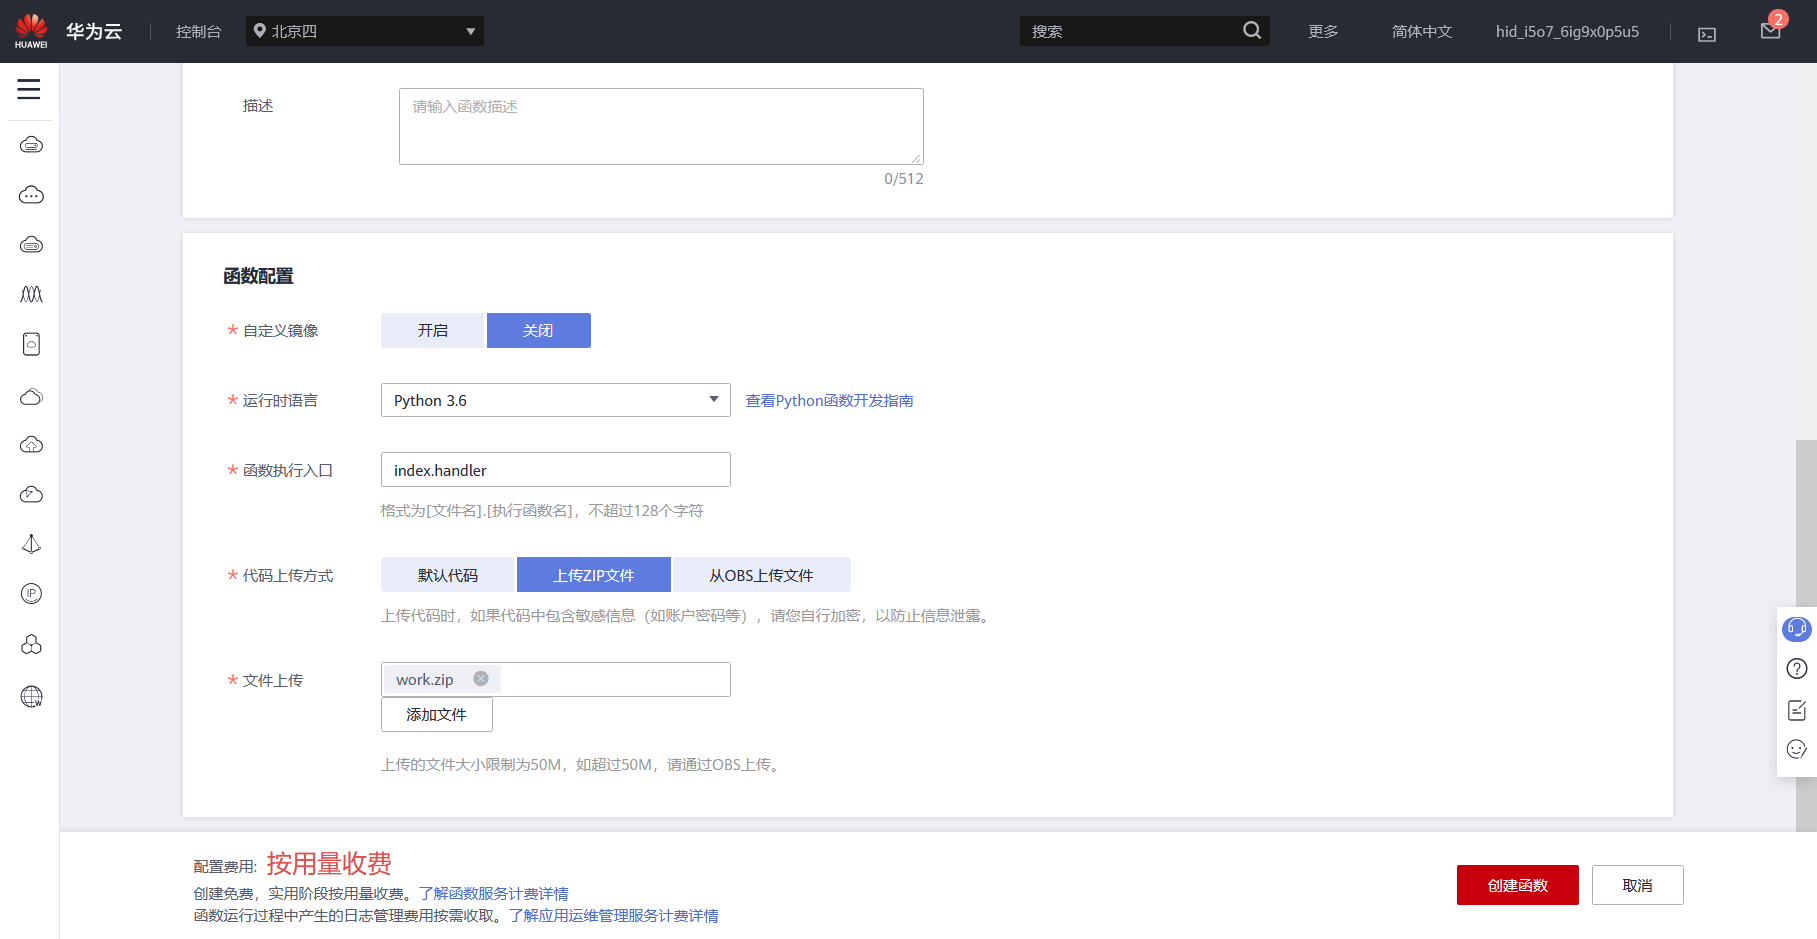 HUAWEI
华为云
控制台
北京四
搜索
更多
简体中文
hid_i5o7_6ig9x0p5u5
2
描述
请输入函数描述
0/512
函数配置
* 自定义镜像
开启
关闭
* 运行时语言
Python 3.6
查看Python函数开发指南
* 函数执行入口
index.handler
格式为[文件名].[执行函数名]，不超过128个字符
* 代码上传方式
默认代码
上传ZIP文件
从OBS上传文件
上传代码时，如果代码中包含敏感信息（如账户密码等），请您自行加密，以防止信息泄露。
* 文件上传
work.zip
添加文件
上传的文件大小限制为50M，如超过50M，请通过OBS上传。
IP
W
配置费用: 按用量收费
创建免费，实用阶段按用量收费。了解函数服务计费详情
函数运行过程中产生的日志管理费用按需收取。了解应用运维管理服务计费详情
创建函数
取消